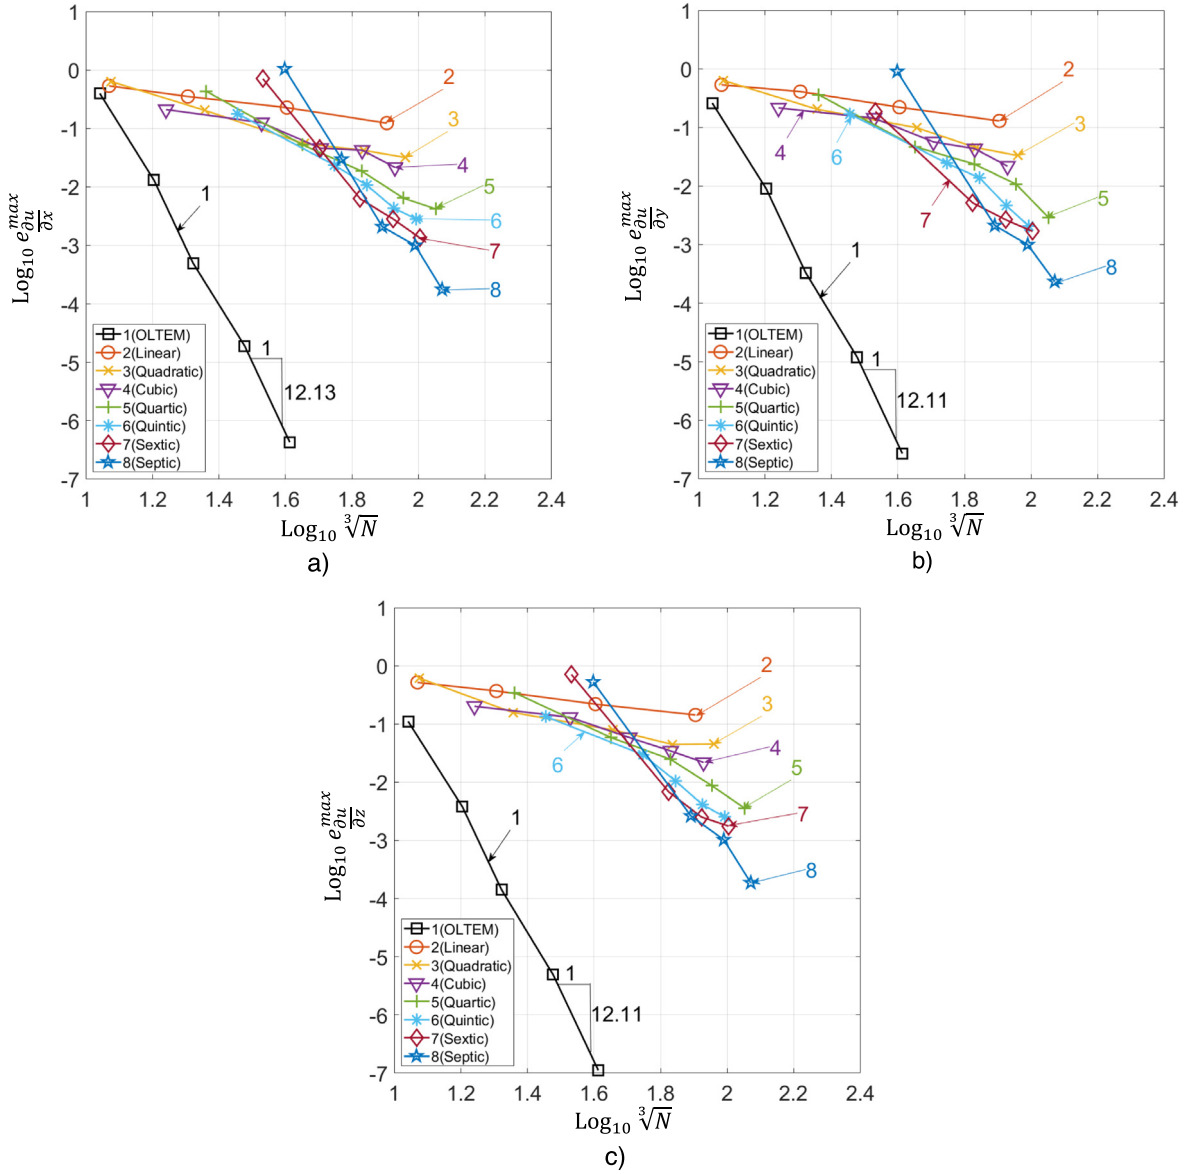 1
0
-1
-2
-3
-4
-5
-6
-7
Log₁₀ e^{max}_{∂u/∂x}
2
3
4
5
6
7
8
1
1
12.13
1(OLTEM)
2(Linear)
3(Quadratic)
4(Cubic)
5(Quartic)
6(Quintic)
7(Sextic)
8(Septic)
1 1.2 1.4 1.6 1.8 2 2.2 2.4
Log₁₀ ∛N
a)
1
0
-1
-2
-3
-4
-5
-6
-7
Log₁₀ e^{max}_{∂u/∂y}
2
3
4
6
5
7
8
1
1
12.11
1(OLTEM)
2(Linear)
3(Quadratic)
4(Cubic)
5(Quartic)
6(Quintic)
7(Sextic)
8(Septic)
1 1.2 1.4 1.6 1.8 2 2.2 2.4
Log₁₀ ∛N
b)
1
0
-1
-2
-3
-4
-5
-6
-7
Log₁₀ e^{max}_{∂u/∂z}
2
3
4
6
5
7
8
1
1
12.11
1(OLTEM)
2(Linear)
3(Quadratic)
4(Cubic)
5(Quartic)
6(Quintic)
7(Sextic)
8(Septic)
1 1.2 1.4 1.6 1.8 2 2.2 2.4
Log₁₀ ∛N
c)